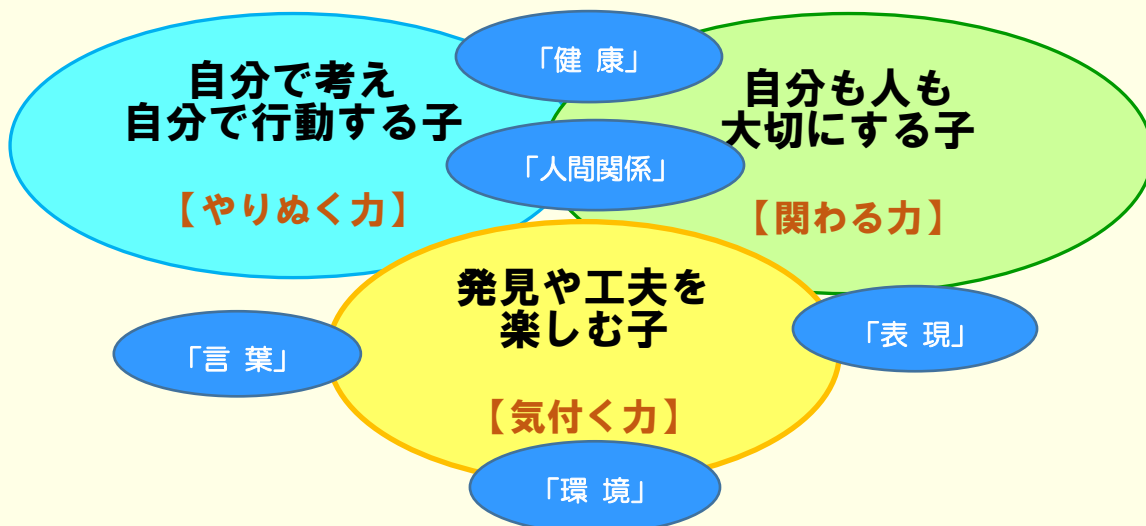 「健 康」
自分で考え
自分で行動する子
【やりぬく力】
自分も人も
大切にする子
【関わる力】
「人間関係」
発見や工夫を
楽しむ子
【気付く力】
「言 葉」
「表 現」
「環 境」